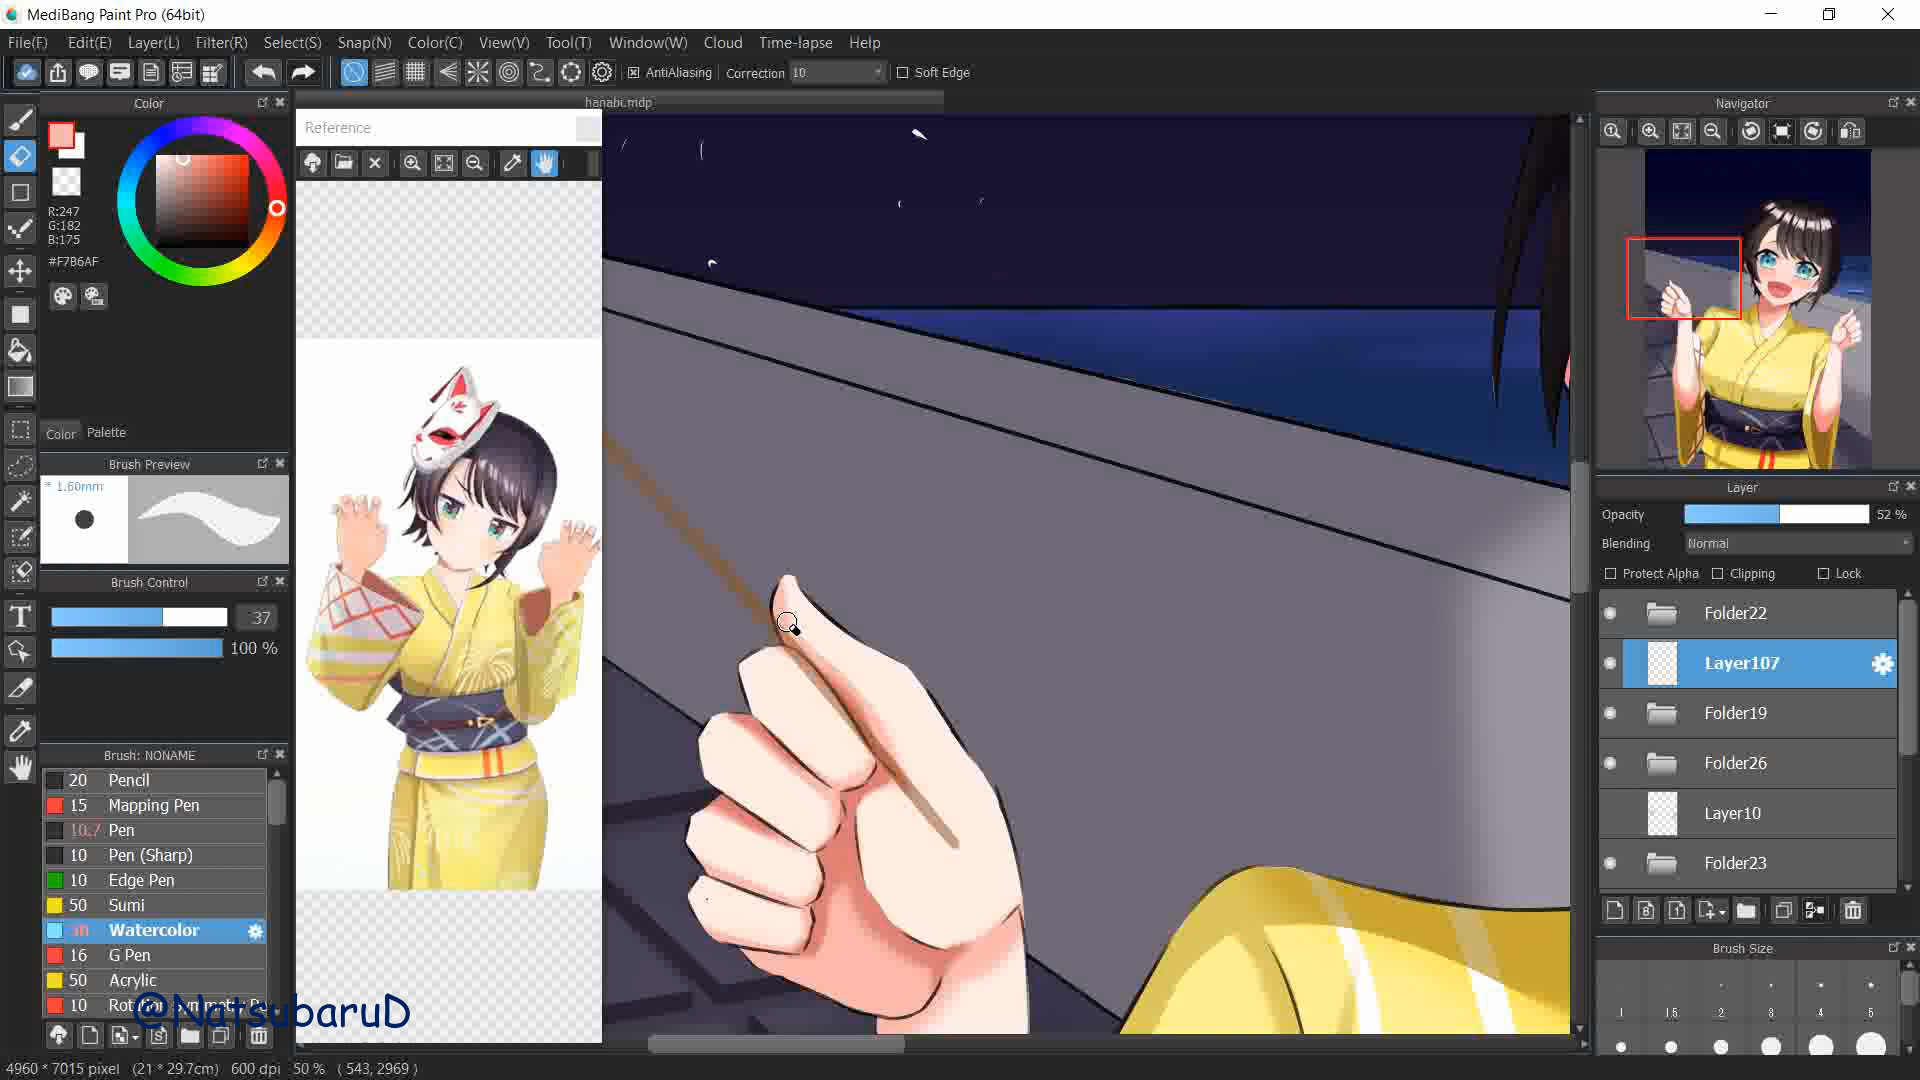 MediBang Paint Pro (64bit)
File(F) Edit(E) Layer(L) Filter(R) Select(S) Snap(N) Color(C) View(V) Tool(T) Window(W) Cloud Time-lapse Help
AntiAliasing Correction 10 Soft Edge
Color
hanabi.mdp
Navigator
Reference
R:247
G:182
B:175
#F7B6AF
Color Palette
Brush Preview
* 1.60mm
Brush Control
37
100 %
Brush: NONAME
20 Pencil
15 Mapping Pen
10.7 Pen
10 Pen (Sharp)
10 Edge Pen
50 Sumi
Watercolor
16 G Pen
50 Acrylic
10
@NatsubaruD
Layer
Opacity 52 %
Blending Normal
Protect Alpha Clipping Lock
Folder22
Layer107
Folder19
Folder26
Layer10
Folder23
Brush Size
1 1.5 2 3 4 5
4960 * 7015 pixel (21 * 29.7cm) 600 dpi 50 % ( 543, 2969 )